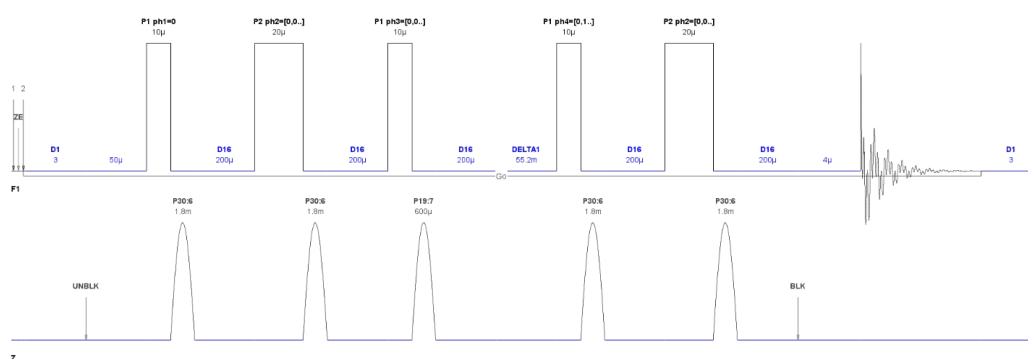 P1 ph1=0 P2 ph2=[0,0..] P1 ph3=[0,0..] P1 ph4=[0,1..] P2 ph2=[0,0..]
10µ 20µ 10µ 10µ 20µ
1 2
ZE
D1 D16 D16 D16 DELTA1 D16 D16 D1
3 50µ 200µ 200µ 200µ 55.2m 200µ 200µ 4µ 3
Go
F1
P30:6 P30:6 P19:7 P30:6 P30:6
1.8m 1.8m 600µ 1.8m 1.8m
UNBLK BLK
Z